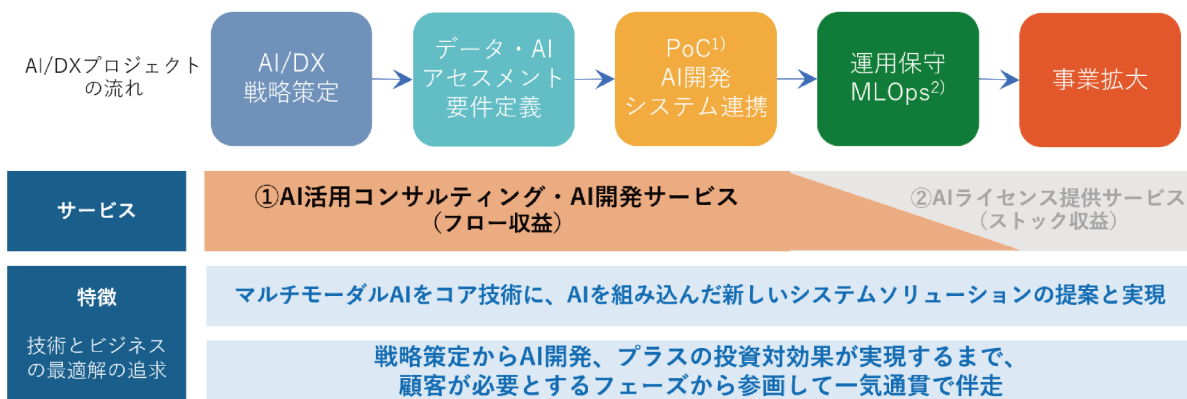 AI/DXプロジェクト
の流れ
AI/DX
戦略策定
データ・AI
アセスメント
要件定義
PoC1)
AI開発
システム連携
運用保守
MLOps2)
事業拡大
サービス
①AI活用コンサルティング・AI開発サービス
(フロー収益)
②AIライセンス提供サービス
(ストック収益)
特徴
技術とビジネス
の最適解の追求
マルチモーダルAIをコア技術に、AIを組み込んだ新しいシステムソリューションの提案と実現
戦略策定からAI開発、プラスの投資対効果が実現するまで、
顧客が必要とするフェーズから参画して一気通貫で伴走